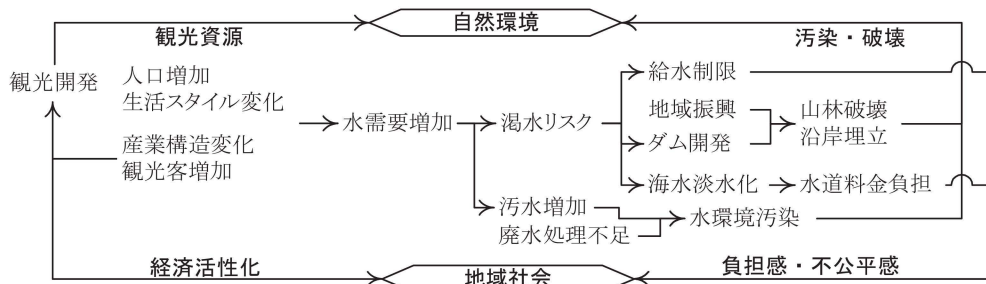 自然環境
観光資源
汚染・破壊
観光開発
人口増加
生活スタイル変化
産業構造変化
観光客増加
水需要増加
渇水リスク
給水制限
地域振興
ダム開発
山林破壊
沿岸埋立
海水淡水化
水道料金負担
汚水増加
廃水処理不足
水環境汚染
経済活性化
地域社会
負担感・不公平感